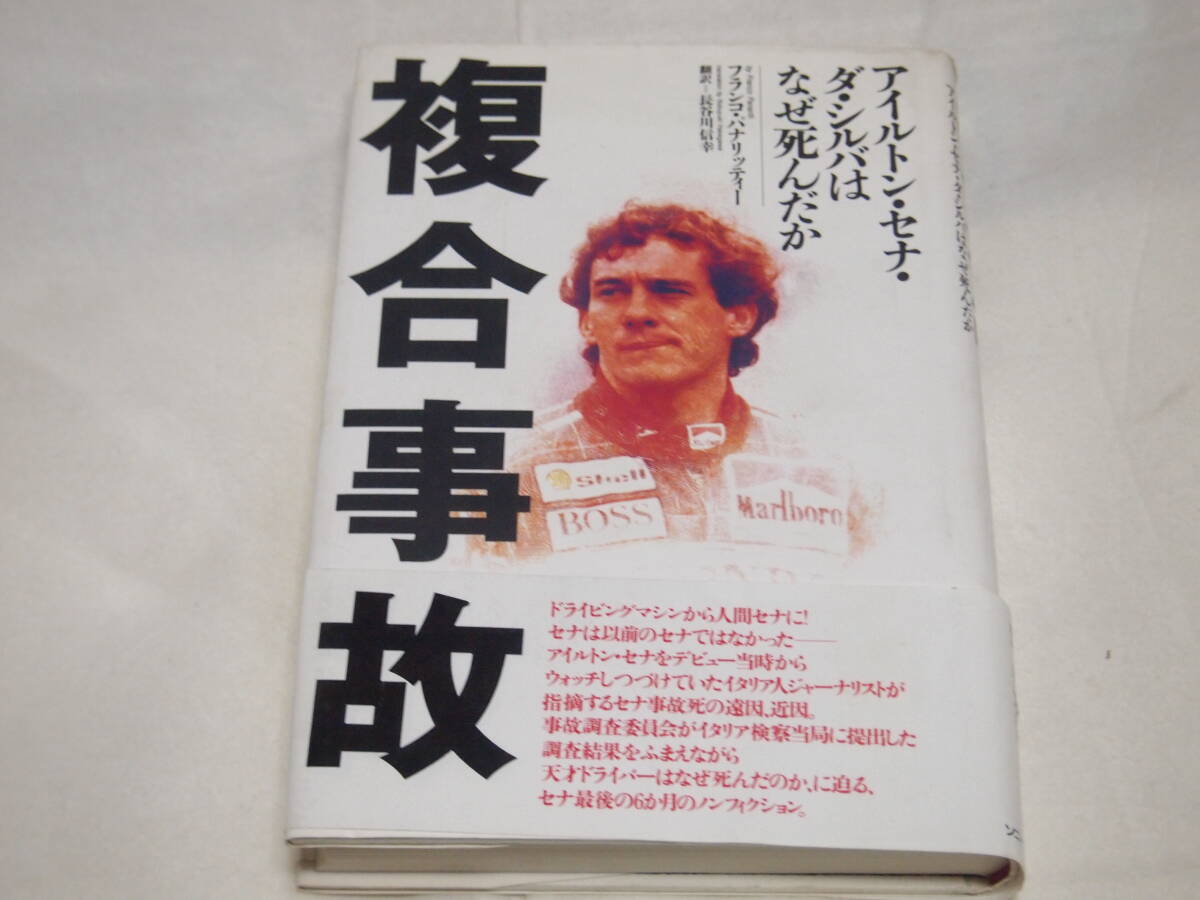 アイルトン・セナ・
ダ・シルバは
なぜ死んだか
フランコ・パナリッティー
翻訳=長谷川信幸
複合事故
Shell
BOSS
Marlboro
ドライビングマシンから人間セナに!
セナは以前のセナではなかった――
アイルトン・セナをデビュー当時から
ウォッチしつづけていたイタリア人ジャーナリストが
指摘するセナ事故死の遠因、近因。
事故調査委員会がイタリア検察当局に提出した
調査結果をふまえながら
天才ドライバーはなぜ死んだのか、に迫る、
セナ最後の6か月のノンフィクション。
ソニ